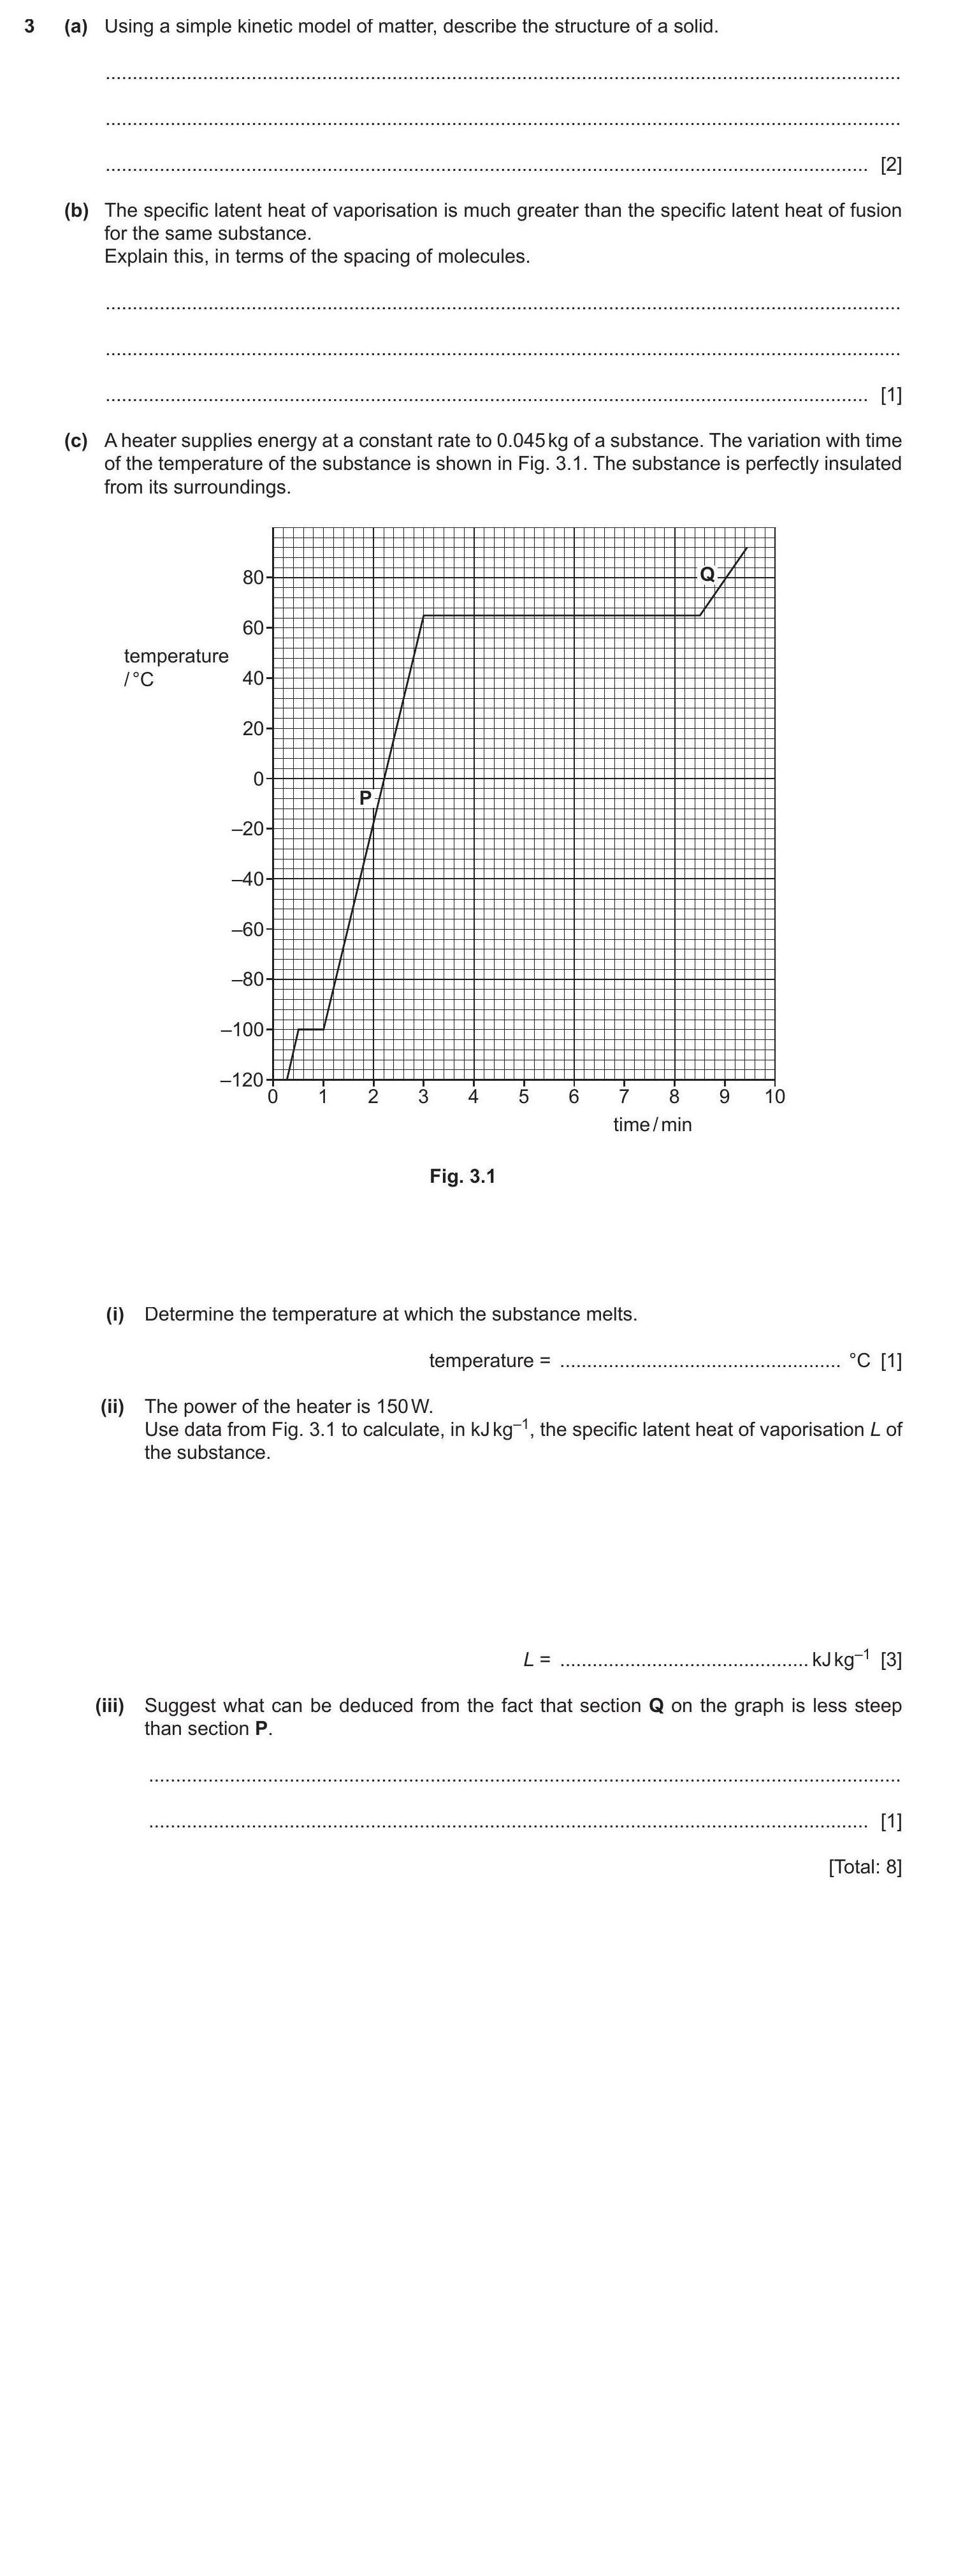 3 (a) Using a simple kinetic model of matter, describe the structure of a solid.
..........................................................................................................
..........................................................................................................
.......................................................................................................... [2]
(b) The specific latent heat of vaporisation is much greater than the specific latent heat of fusion
for the same substance.
Explain this, in terms of the spacing of molecules.
..........................................................................................................
..........................................................................................................
.......................................................................................................... [1]
(c) A heater supplies energy at a constant rate to 0.045 kg of a substance. The variation with time
of the temperature of the substance is shown in Fig. 3.1. The substance is perfectly insulated
from its surroundings.
80
Q
60
temperature
/ °C
40
20
0
P
–20
–40
–60
–80
–100
–120
0 1 2 3 4 5 6 7 8 9 10
time / min
Fig. 3.1
(i) Determine the temperature at which the substance melts.
temperature = .................................................... °C [1]
(ii) The power of the heater is 150 W.
Use data from Fig. 3.1 to calculate, in kJ kg⁻¹, the specific latent heat of vaporisation L of
the substance.
L = .............................................. kJ kg⁻¹ [3]
(iii) Suggest what can be deduced from the fact that section Q on the graph is less steep
than section P.
..........................................................................................................
.......................................................................................................... [1]
[Total: 8]